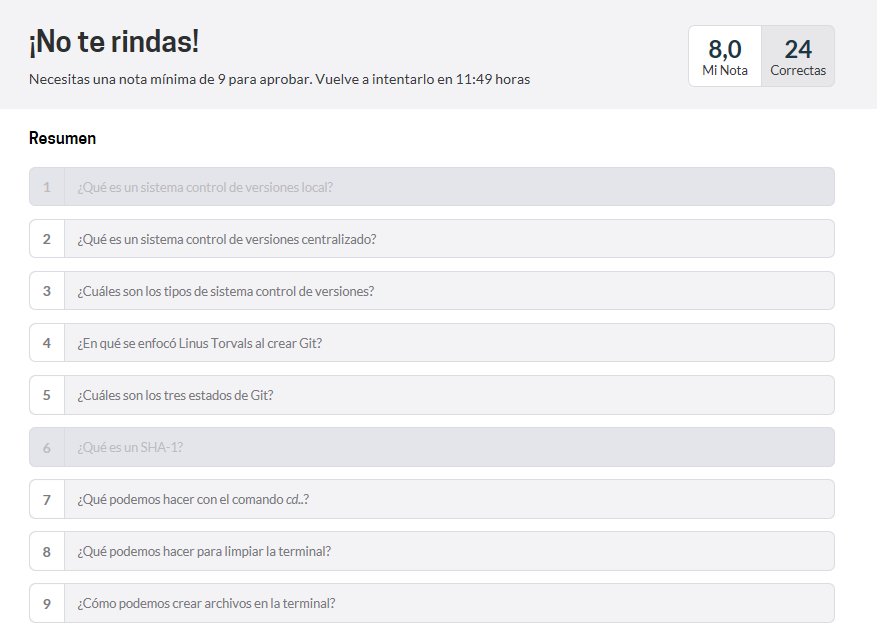 ¡No te rindas!
Necesitas una nota mínima de 9 para aprobar. Vuelve a intentarlo en 11:49 horas
8,0
Mi Nota
24
Correctas
Resumen
1 ¿Qué es un sistema control de versiones local?
2 ¿Qué es un sistema control de versiones centralizado?
3 ¿Cuáles son los tipos de sistema control de versiones?
4 ¿En qué se enfocó Linus Torvals al crear Git?
5 ¿Cuáles son los tres estados de Git?
6 ¿Qué es un SHA-1?
7 ¿Qué podemos hacer con el comando cd..?
8 ¿Qué podemos hacer para limpiar la terminal?
9 ¿Cómo podemos crear archivos en la terminal?